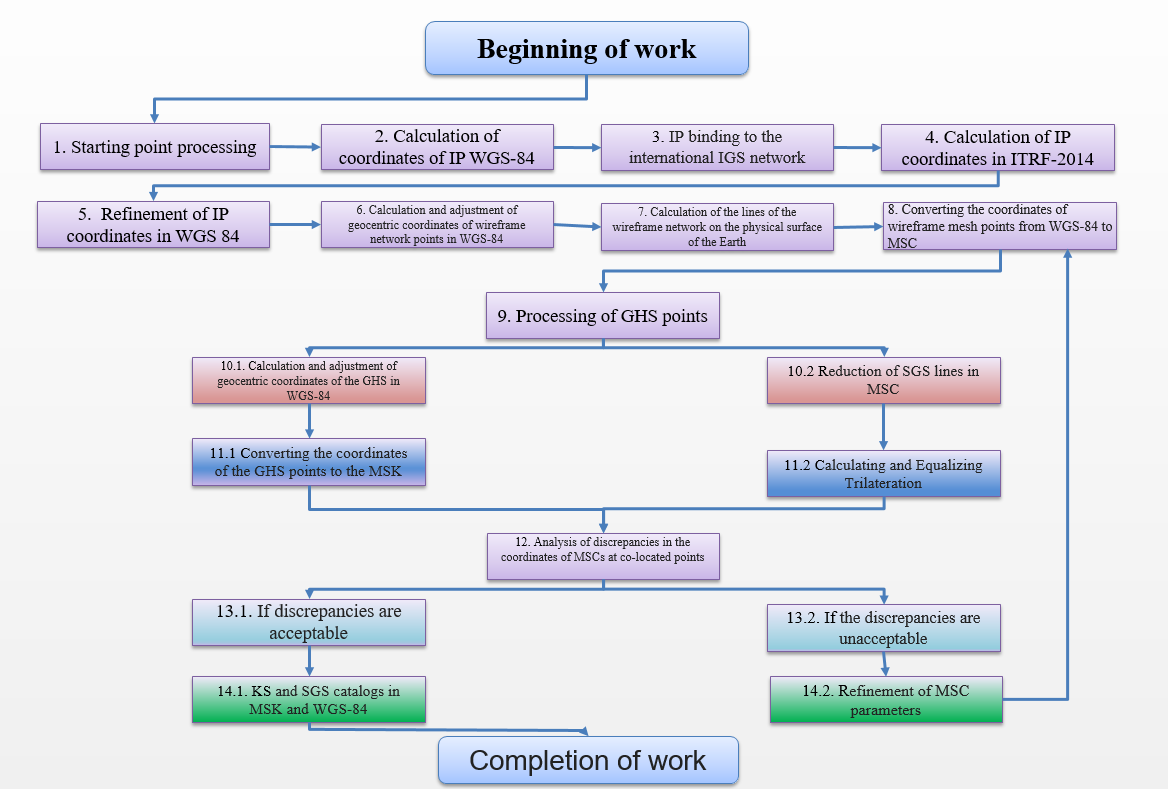 Beginning of work
1. Starting point processing
2. Calculation of
coordinates of IP WGS-84
3. IP binding to the
international IGS network
4. Calculation of IP
coordinates in ITRF-2014
5. Refinement of IP
coordinates in WGS 84
6. Calculation and adjustment of
geocentric coordinates of wireframe
network points in WGS-84
7. Calculation of the lines of the
wireframe network on the physical surface
of the Earth
8. Converting the coordinates of
wireframe mesh points from WGS-84 to
MSC
9. Processing of GHS points
10.1. Calculation and adjustment of
geocentric coordinates of the GHS in
WGS-84
10.2 Reduction of SGS lines in
MSC
11.1 Converting the coordinates
of the GHS points to the MSK
11.2 Calculating and Equalizing
Trilateration
12. Analysis of discrepancies in the
coordinates of MSCs at co-located points
13.1. If discrepancies are
acceptable
13.2. If the discrepancies are
unacceptable
14.1. KS and SGS catalogs in
MSK and WGS-84
14.2. Refinement of MSC
parameters
Completion of work